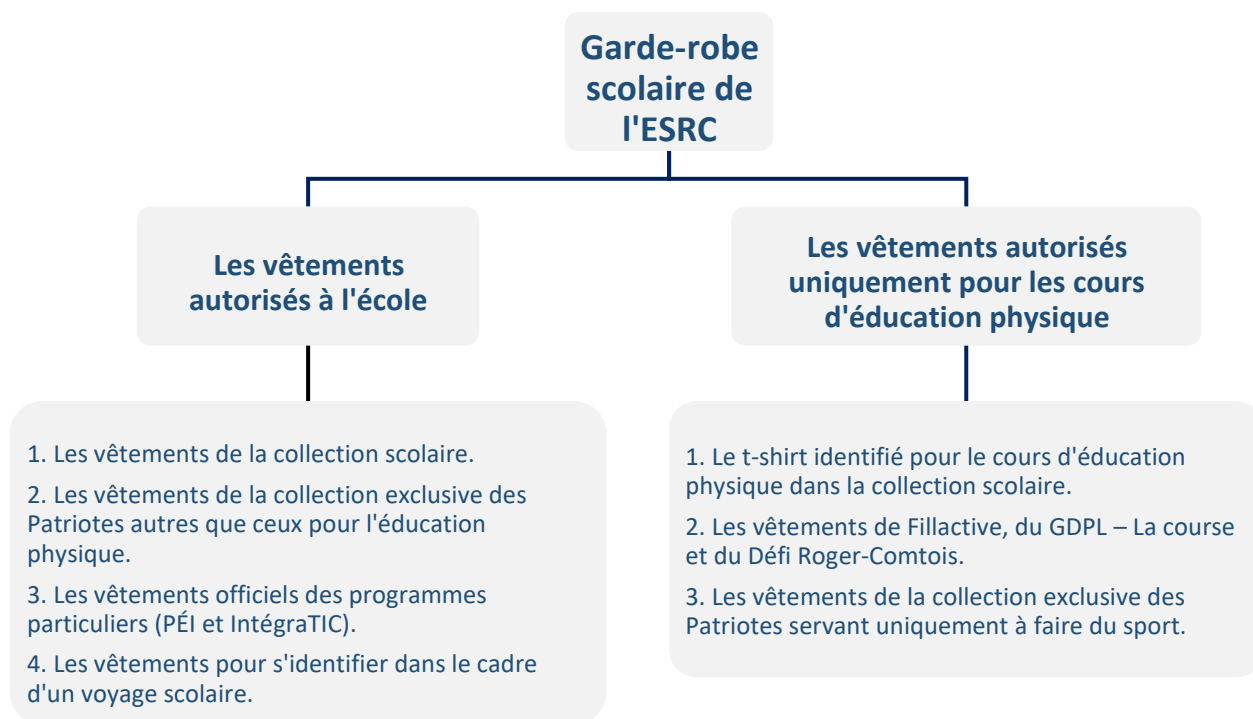 Garde-robe
scolaire de
l'ESRC
Les vêtements
autorisés à l'école
Les vêtements autorisés
uniquement pour les cours
d'éducation physique
1. Les vêtements de la collection scolaire.
2. Les vêtements de la collection exclusive des
Patriotes autres que ceux pour l'éducation
physique.
3. Les vêtements officiels des programmes
particuliers (PÉI et IntégraTIC).
4. Les vêtements pour s'identifier dans le cadre
d'un voyage scolaire.
1. Le t-shirt identifié pour le cours d'éducation
physique dans la collection scolaire.
2. Les vêtements de Fillactive, du GDPL – La course
et du Défi Roger-Comtois.
3. Les vêtements de la collection exclusive des
Patriotes servant uniquement à faire du sport.